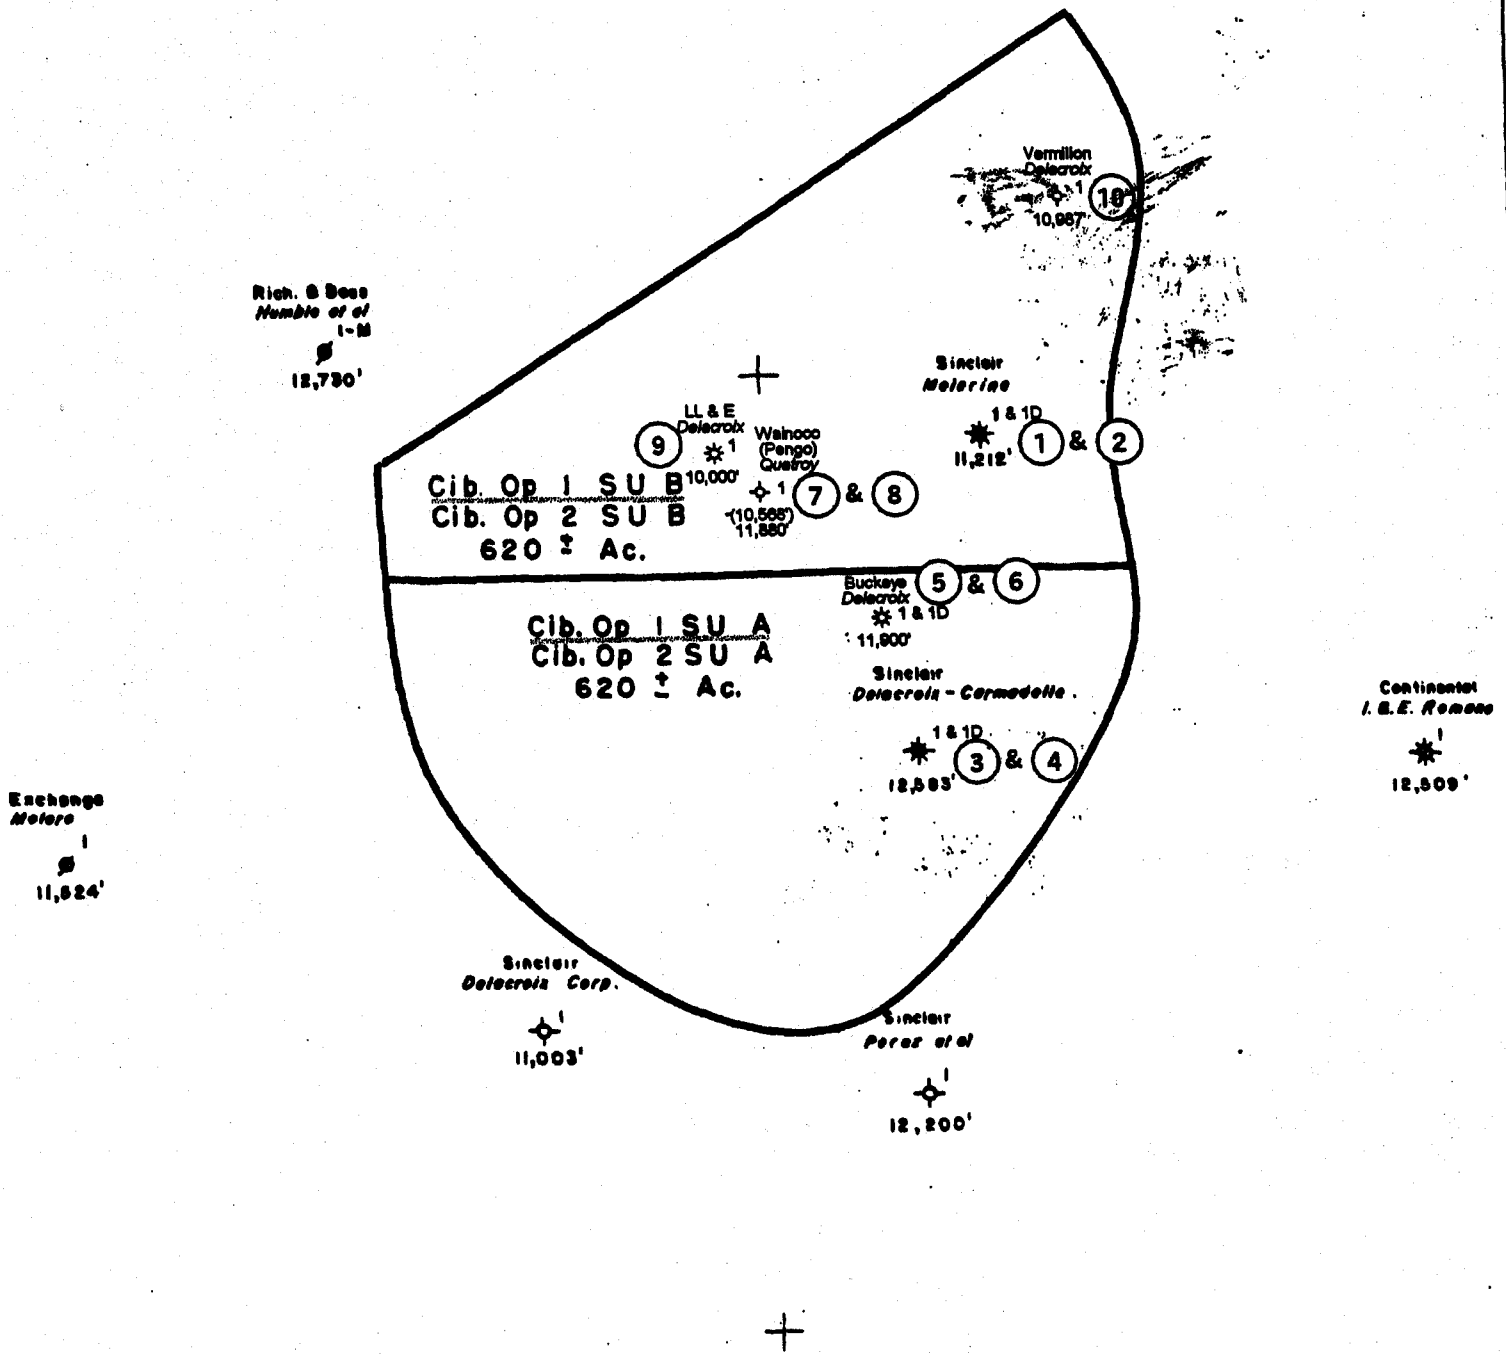 Vermilion
Delacroix
1
10
10,987'
Rich. & Bass
Humble et al
1-M
12,730'
Sinclair
Molerine
1 & 1D
1 & 2
11,212'
LL & E
Delacroix
9
1
10,000'
Wainoco
(Pengo)
Quatroy
1
7 & 8
(10,568')
11,880'
Cib. Op 1 SU B
Cib. Op 2 SU B
620 ± Ac.
Buckeye
Delacroix
5 & 6
1 & 1D
11,900'
Cib. Op 1 SU A
Cib. Op 2 SU A
620 ± Ac.
Sinclair
Delacroix - Carmadelle
1 & 1D
3 & 4
12,583'
Continental
1
12,509'
Exchange
Melero
1
11,524'
Sinclair
Delacroix Corp.
1
11,003'
Sinclair
Perez et al
1
12,200'